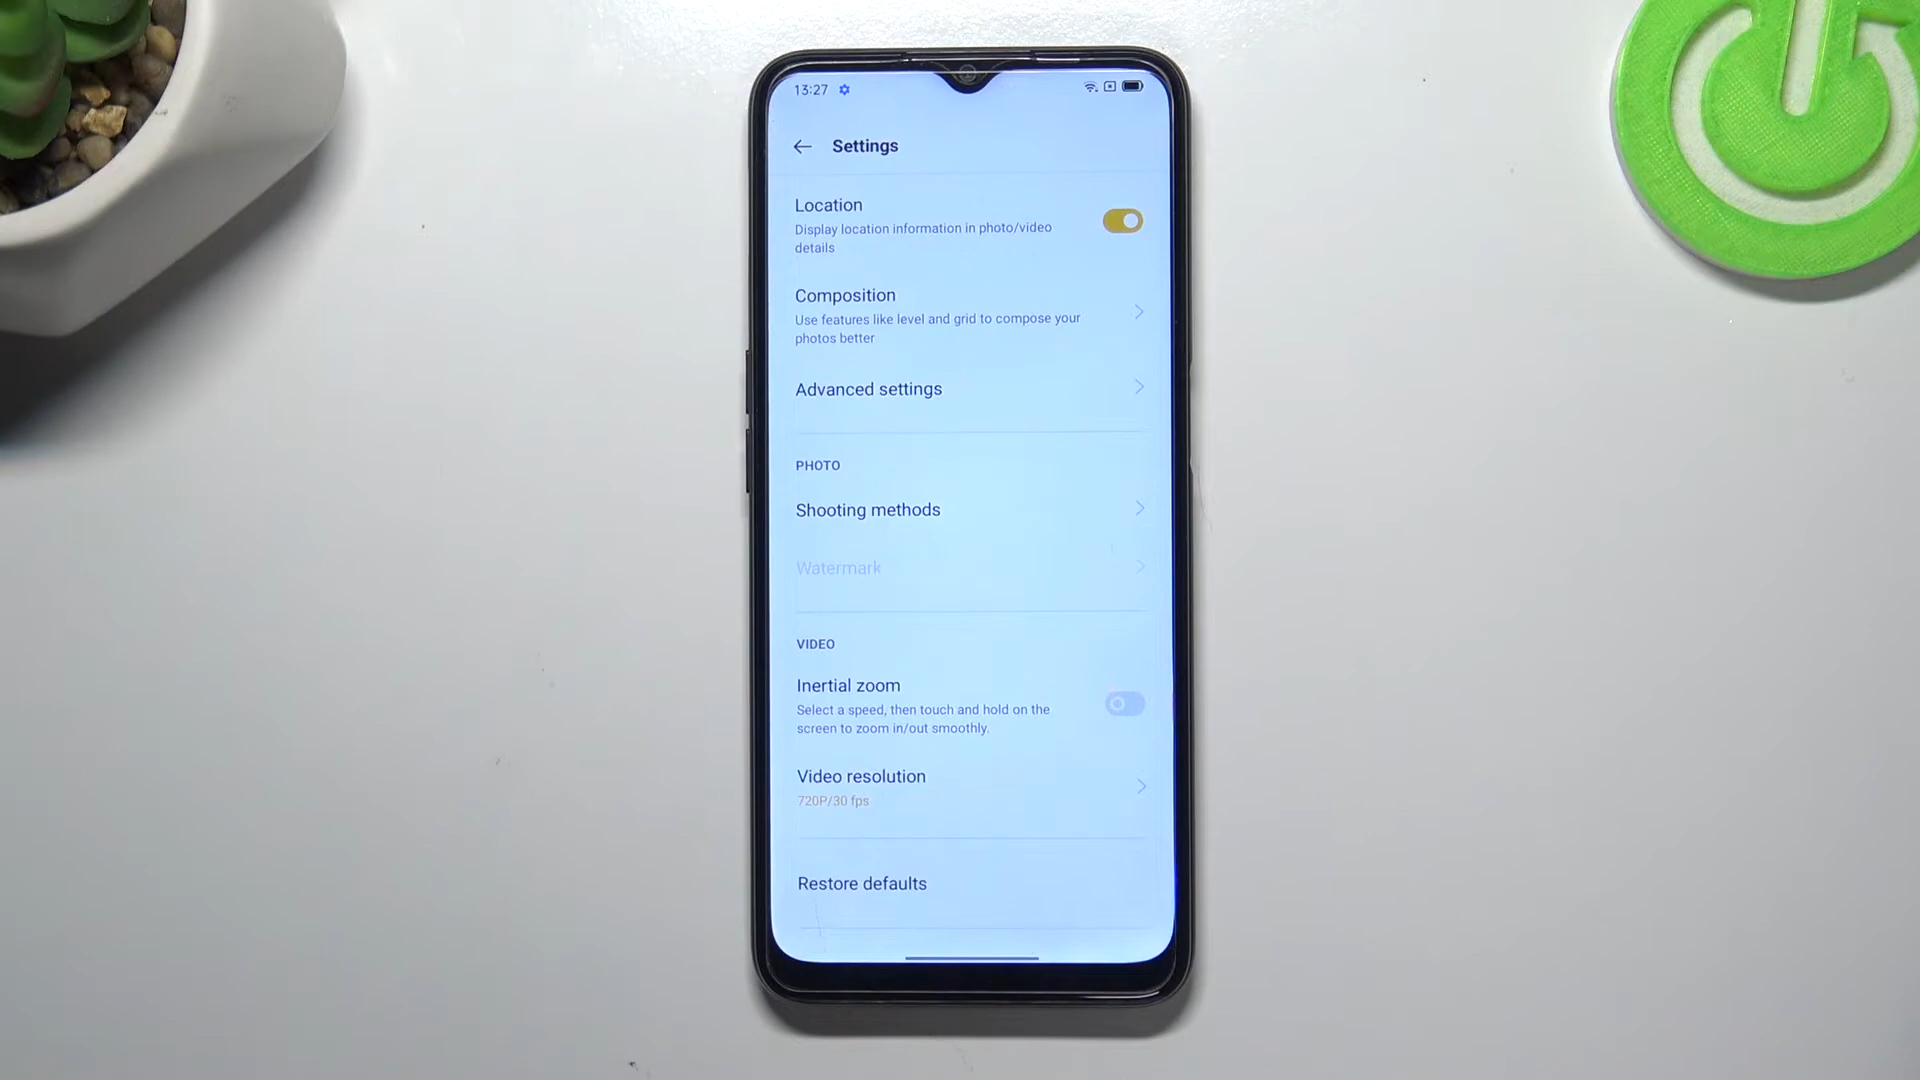 13:27
Settings
Location
Display location information in photo/video
details
Composition
Use features like level and grid to compose your
photos better
Advanced settings
PHOTO
Shooting methods
Watermark
VIDEO
Inertial zoom
Select a speed, then touch and hold on the
screen to zoom in/out smoothly.
Video resolution
720P/30 fps
Restore defaults